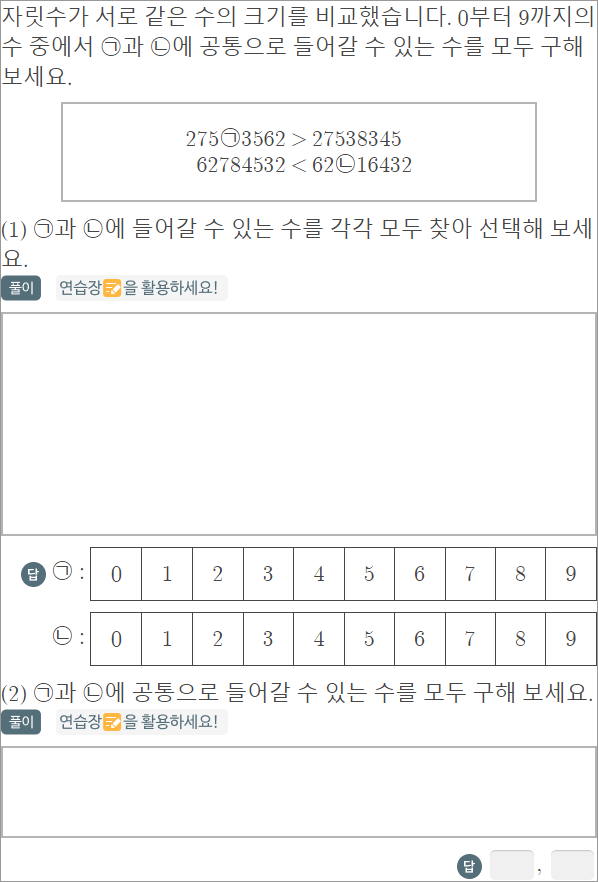 자릿수가 서로 같은 수의 크기를 비교했습니다. 0부터 9까지의
수 중에서 ㉠과 ㉡에 공통으로 들어갈 수 있는 수를 모두 구해
보세요.
275㉠3562 > 27538345
62784532 < 62㉡16432
(1) ㉠과 ㉡에 들어갈 수 있는 수를 각각 모두 찾아 선택해 보세
요.
풀이 연습장을 활용하세요!
답 ㉠ : 0 1 2 3 4 5 6 7 8 9
㉡ : 0 1 2 3 4 5 6 7 8 9
(2) ㉠과 ㉡에 공통으로 들어갈 수 있는 수를 모두 구해 보세요.
풀이 연습장을 활용하세요!
답 ,